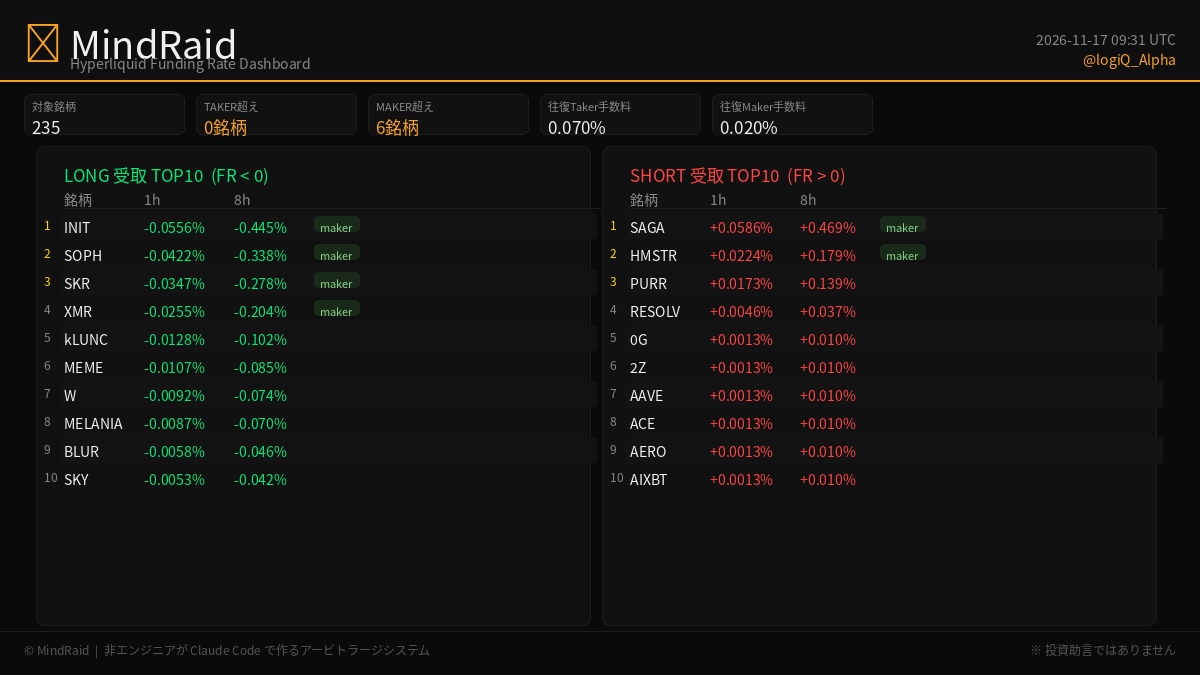 MindRaid
Hyperliquid Funding Rate Dashboard
2026-11-17 09:31 UTC
@logiQ_Alpha
対象銘柄
235
TAKER超え
0銘柄
MAKER超え
6銘柄
往復Taker手数料
0.070%
往復Maker手数料
0.020%
LONG 受取 TOP10 (FR < 0)
銘柄 1h 8h
1 INIT -0.0556% -0.445% maker
2 SOPH -0.0422% -0.338% maker
3 SKR -0.0347% -0.278% maker
4 XMR -0.0255% -0.204% maker
5 kLUNC -0.0128% -0.102%
6 MEME -0.0107% -0.085%
7 W -0.0092% -0.074%
8 MELANIA -0.0087% -0.070%
9 BLUR -0.0058% -0.046%
10 SKY -0.0053% -0.042%
SHORT 受取 TOP10 (FR > 0)
銘柄 1h 8h
1 SAGA +0.0586% +0.469% maker
2 HMSTR +0.0224% +0.179% maker
3 PURR +0.0173% +0.139%
4 RESOLV +0.0046% +0.037%
5 0G +0.0013% +0.010%
6 2Z +0.0013% +0.010%
7 AAVE +0.0013% +0.010%
8 ACE +0.0013% +0.010%
9 AERO +0.0013% +0.010%
10 AIXBT +0.0013% +0.010%
© MindRaid | 非エンジニアが Claude Code で作るアービトラージシステム
※ 投資助言ではありません